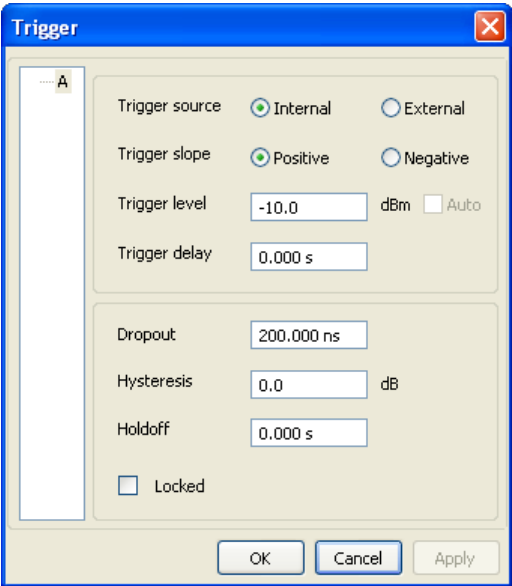 Trigger
A
Trigger source Internal External
Trigger slope Positive Negative
Trigger level -10.0 dBm Auto
Trigger delay 0.000 s
Dropout 200.000 ns
Hysteresis 0.0 dB
Holdoff 0.000 s
Locked
OK Cancel Apply